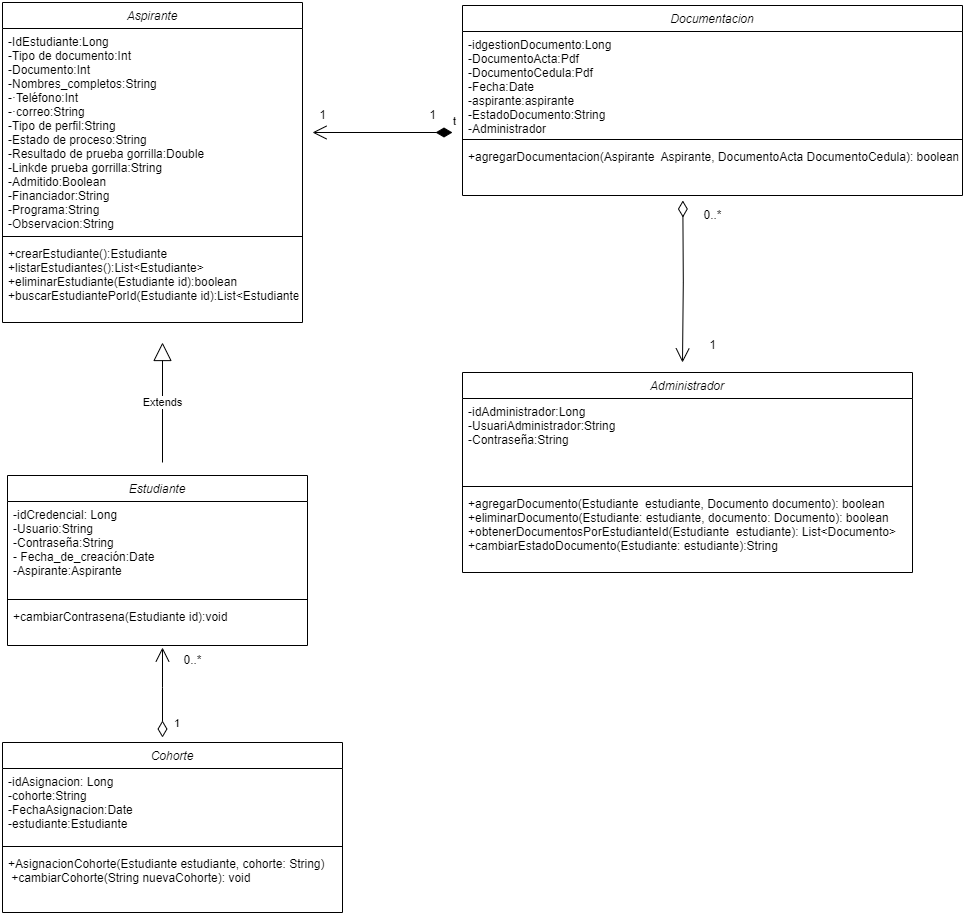 Aspirante
-IdEstudiante:Long
-Tipo de documento:Int
-Documento:Int
-Nombres_completos:String
-·Teléfono:Int
-·correo:String
-Tipo de perfil:String
-Estado de proceso:String
-Resultado de prueba gorrilla:Double
-Linkde prueba gorrilla:String
-Admitido:Boolean
-Financiador:String
-Programa:String
-Observacion:String
+crearEstudiante():Estudiante
+listarEstudiantes():List<Estudiante>
+eliminarEstudiante(Estudiante id):boolean
+buscarEstudiantePorId(Estudiante id):List<Estudiante
1
1
t
Documentacion
-idgestionDocumento:Long
-DocumentoActa:Pdf
-DocumentoCedula:Pdf
-Fecha:Date
-aspirante:aspirante
-EstadoDocumento:String
-Administrador
+agregarDocumentacion(Aspirante  Aspirante, DocumentoActa DocumentoCedula): boolean
0..*
1
Administrador
-idAdministrador:Long
-UsuariAdministrador:String
-Contraseña:String
+agregarDocumento(Estudiante  estudiante, Documento documento): boolean
+eliminarDocumento(Estudiante: estudiante, documento: Documento): boolean
+obtenerDocumentosPorEstudianteId(Estudiante  estudiante): List<Documento>
+cambiarEstadoDocumento(Estudiante: estudiante):String
Extends
Estudiante
-idCredencial: Long
-Usuario:String
-Contraseña:String
- Fecha_de_creación:Date
-Aspirante:Aspirante
+cambiarContrasena(Estudiante id):void
0..*
1
Cohorte
-idAsignacion: Long
-cohorte:String
-FechaAsignacion:Date
-estudiante:Estudiante
+AsignacionCohorte(Estudiante estudiante, cohorte: String)
+cambiarCohorte(String nuevaCohorte): void